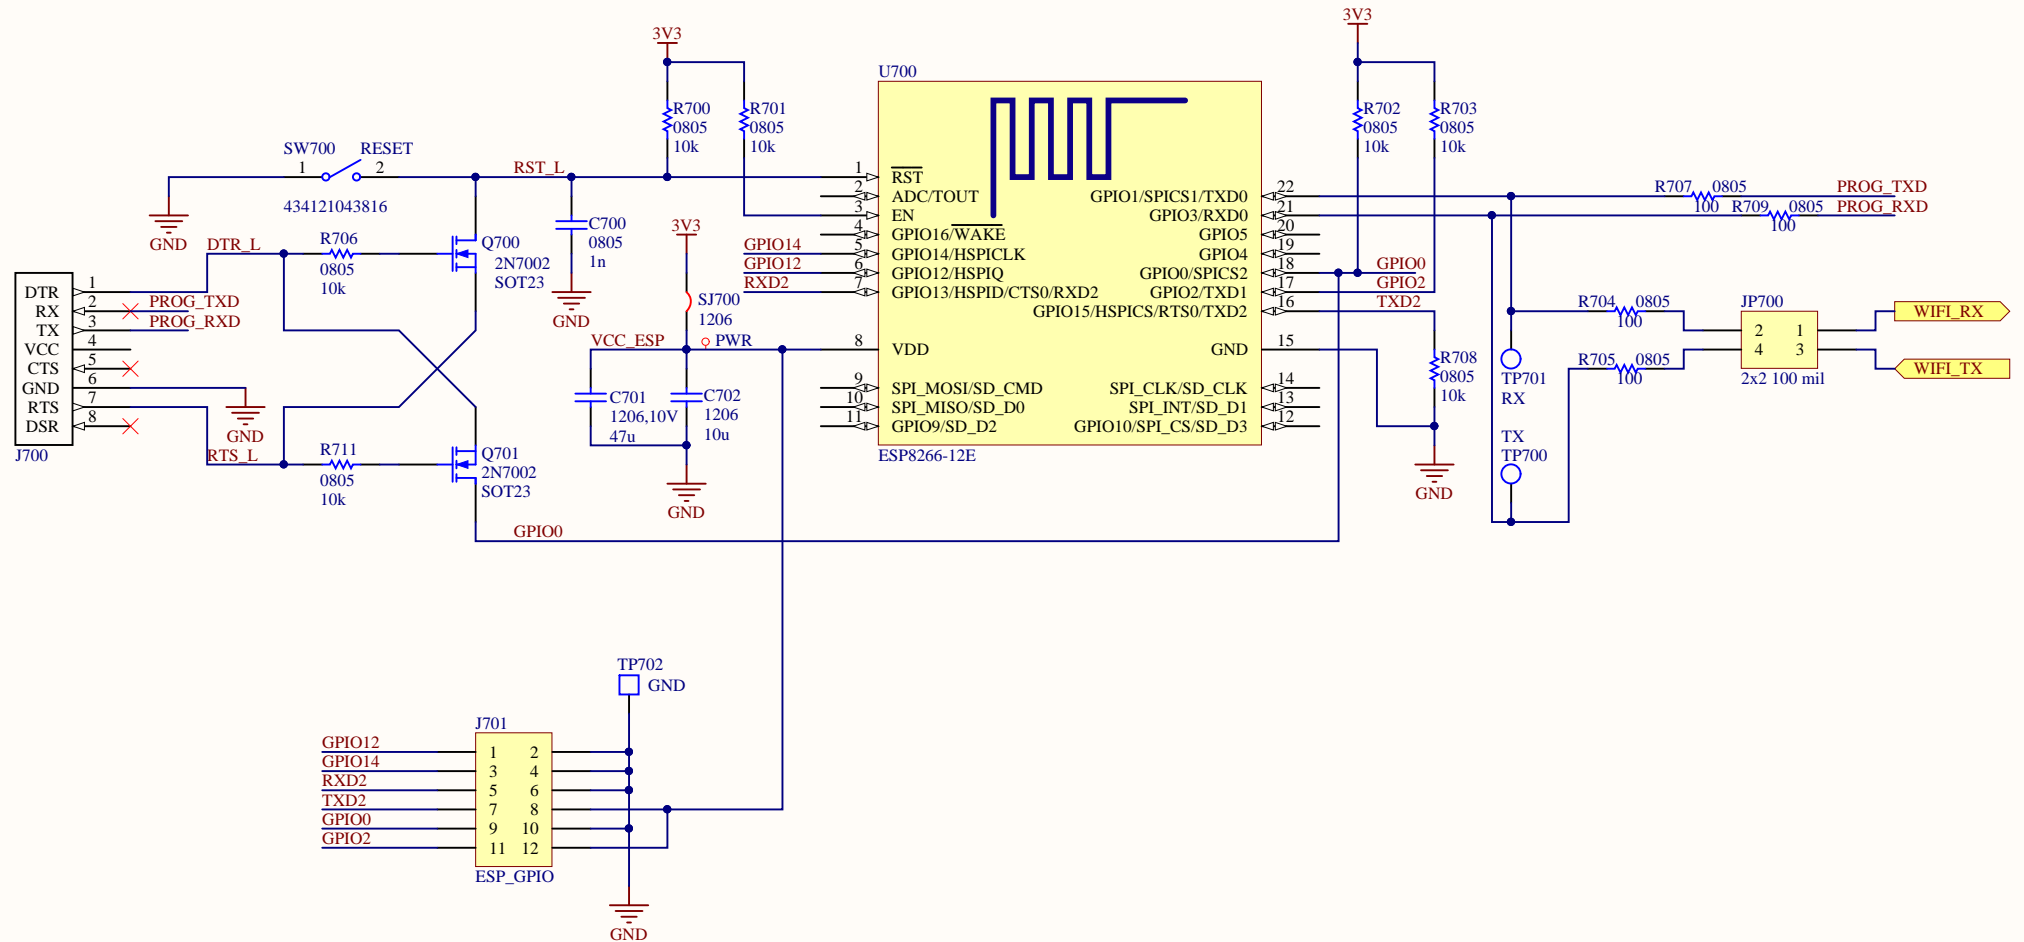 3V3
3V3
U700
R700
0805
10k
R701
0805
10k
R702
0805
10k
R703
0805
10k
SW700
RESET
1
2
434121043816
GND
RST_L
C700
0805
1n
GND
1
RST
2
ADC/TOUT
3
EN
4
GPIO16/WAKE
GPIO14
5
GPIO14/HSPICLK
GPIO12
6
GPIO12/HSPIQ
RXD2
7
GPIO13/HSPID/CTS0/RXD2
8
VDD
9
SPI_MOSI/SD_CMD
10
SPI_MISO/SD_D0
11
GPIO9/SD_D2
GPIO1/SPICS1/TXD0
22
GPIO3/RXD0
21
GPIO5
20
GPIO4
19
GPIO0/SPICS2
18
GPIO0
GPIO2/TXD1
17
GPIO2
GPIO15/HSPICS/RTS0/TXD2
16
TXD2
GND
15
SPI_CLK/SD_CLK
14
SPI_INT/SD_D1
13
GPIO10/SPI_CS/SD_D3
12
ESP8266-12E
R707
0805
100
PROG_TXD
R709
0805
100
PROG_RXD
R704
0805
100
R705
0805
100
JP700
2
1
4
3
2x2 100 mil
WIFI_RX
WIFI_TX
TP701
RX
TX
TP700
R708
0805
10k
GND
DTR_L
R706
0805
10k
Q700
2N7002
SOT23
DTR
1
RX
2
PROG_TXD
TX
3
PROG_RXD
VCC
4
CTS
5
GND
6
RTS
7
DSR
8
J700
GND
RTS_L
R711
0805
10k
Q701
2N7002
SOT23
GPIO0
3V3
SJ700
1206
VCC_ESP
PWR
C701
1206,10V
47u
C702
1206
10u
GND
TP702
GND
J701
GPIO12
1
2
GPIO14
3
4
RXD2
5
6
TXD2
7
8
GPIO0
9
10
GPIO2
11
12
ESP_GPIO
GND